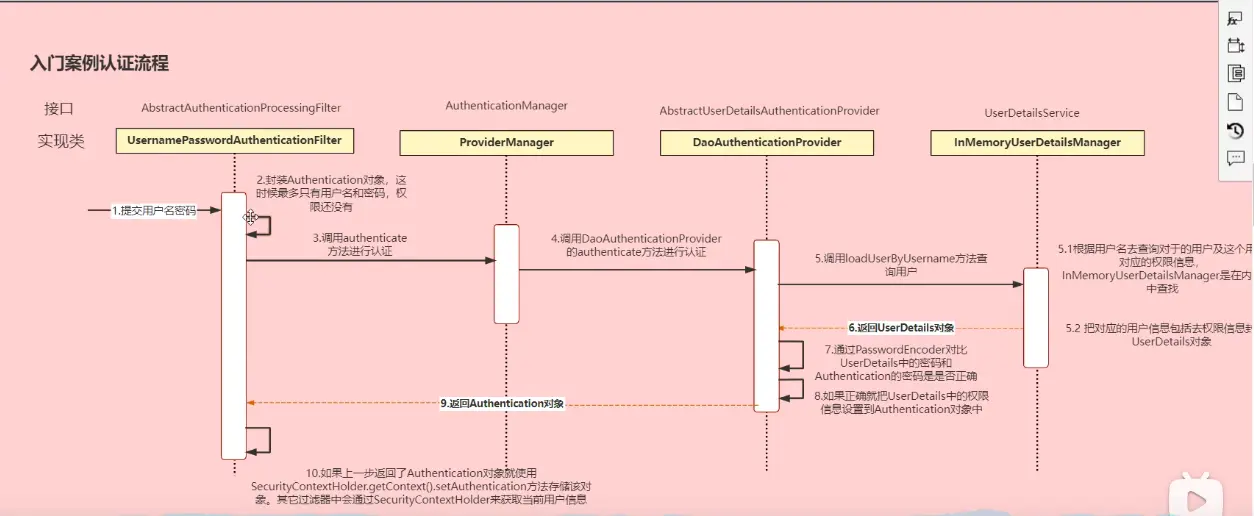 入门案例认证流程
接口
AbstractAuthenticationProcessingFilter
AuthenticationManager
AbstractUserDetailsAuthenticationProvider
UserDetailsService
实现类
UsernamePasswordAuthenticationFilter
ProviderManager
DaoAuthenticationProvider
InMemoryUserDetailsManager
1.提交用户名密码
2.封装Authentication对象，这
时候最多只有用户名和密码，权
限还没有
3.调用authenticate
方法进行认证
4.调用DaoAuthenticationProvider
的authenticate方法进行认证
5.调用loadUserByUsername方法查
询用户
5.1根据用户名去查询对于的用户及这个用
对应的权限信息，
InMemoryUserDetailsManager是在内
中查找
6.返回UserDetails对象
5.2 把对应的用户信息包括去权限信息封
UserDetails对象
7.通过PasswordEncoder对比
UserDetails中的密码和
Authentication的密码是是否正确
8.如果正确就把UserDetails中的权限
信息设置到Authentication对象中
9.返回Authentication对象
10.如果上一步返回了Authentication对象就使用
SecurityContextHolder.getContext().setAuthentication方法存储该对
象。其它过滤器中会通过SecurityContextHolder来获取当前用户信息